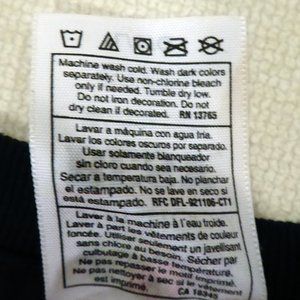 Machine wash cold. Wash dark colors
separately. Use non-chlorine bleach
only if needed. Tumble dry low.
Do not iron decoration. Do not
dry clean if decorated. RN 13765
Lavar a máquina con agua fria.
Lavar los colores oscuros por separado.
Usar solamente blanqueador
sin cloro cuando sea necesario.
Secar a temperatura baja. No planchar
el estampado. No se lave en seco si
está estampado. RFC DFL-921106-CT1
Laver à la machine à l'eau froide.
Laver à part les vêtements de couleur
foncée. Utiliser seulement un javellisant
sans chlore au besoin. Sécher par
culbutage à basse température.
Ne pas repasser le motif imprimé.
Ne pas nettoyer à sec si le vêtement
est imprimé. CA 18345